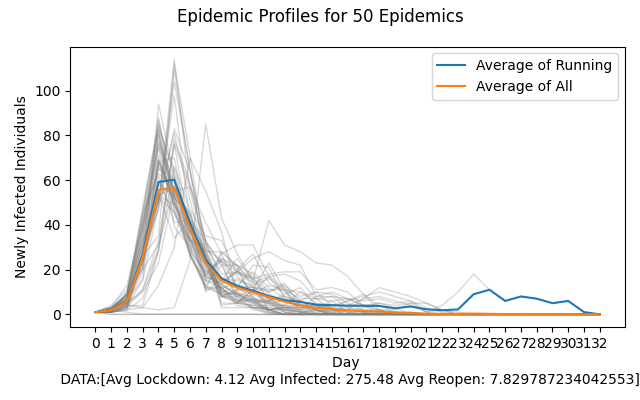 Epidemic Profiles for 50 Epidemics
Average of Running
Average of All
Newly Infected Individuals
100
80
60
40
20
0
0 1 2 3 4 5 6 7 8 9 10 11 12 13 14 15 16 17 18 19 20 21 22 23 24 25 26 27 28 29 30 31 32
Day
DATA:[Avg Lockdown: 4.12 Avg Infected: 275.48 Avg Reopen: 7.829787234042553]